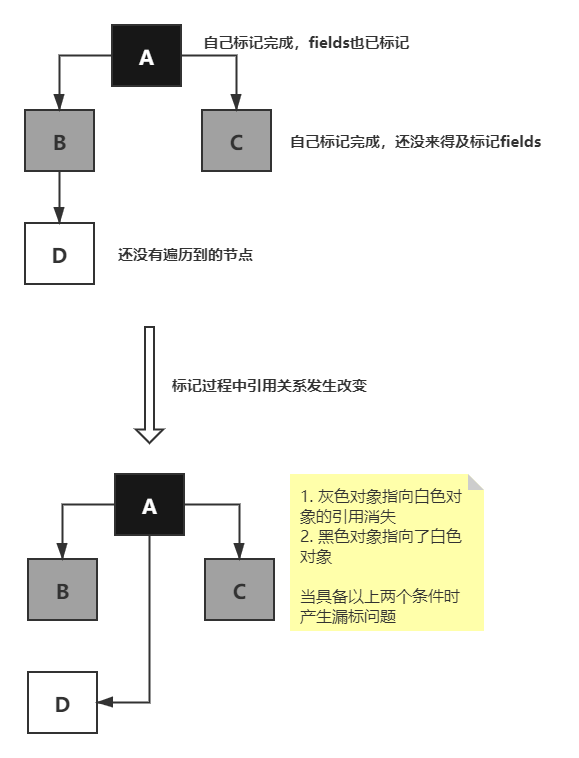 A
自己标记完成，fields也已标记
B
C
自己标记完成，还没来得及标记fields
D
还没有遍历到的节点
标记过程中引用关系发生改变
A
B
C
1. 灰色对象指向白色对
象的引用消失
2. 黑色对象指向了白色
对象
当具备以上两个条件时
产生漏标问题
D